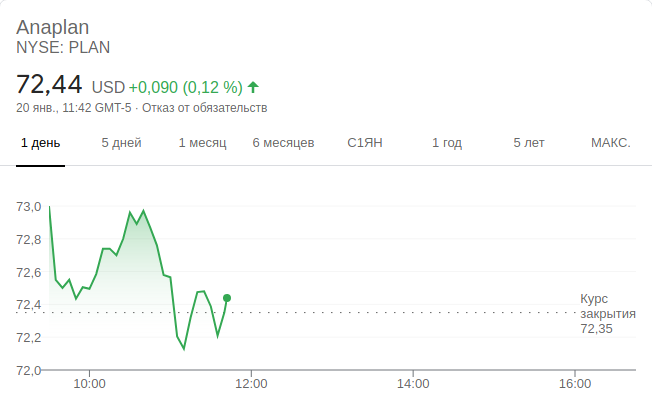 Anaplan
NYSE: PLAN
72,44 USD +0,090 (0,12 %)
20 янв., 11:42 GMT-5 · Отказ от обязательств
1 день 5 дней 1 месяц 6 месяцев С1ЯН 1 год 5 лет МАКС.
73,0
72,8
72,6
72,4
72,2
72,0
Курс
закрытия
72,35
10:00 12:00 14:00 16:00